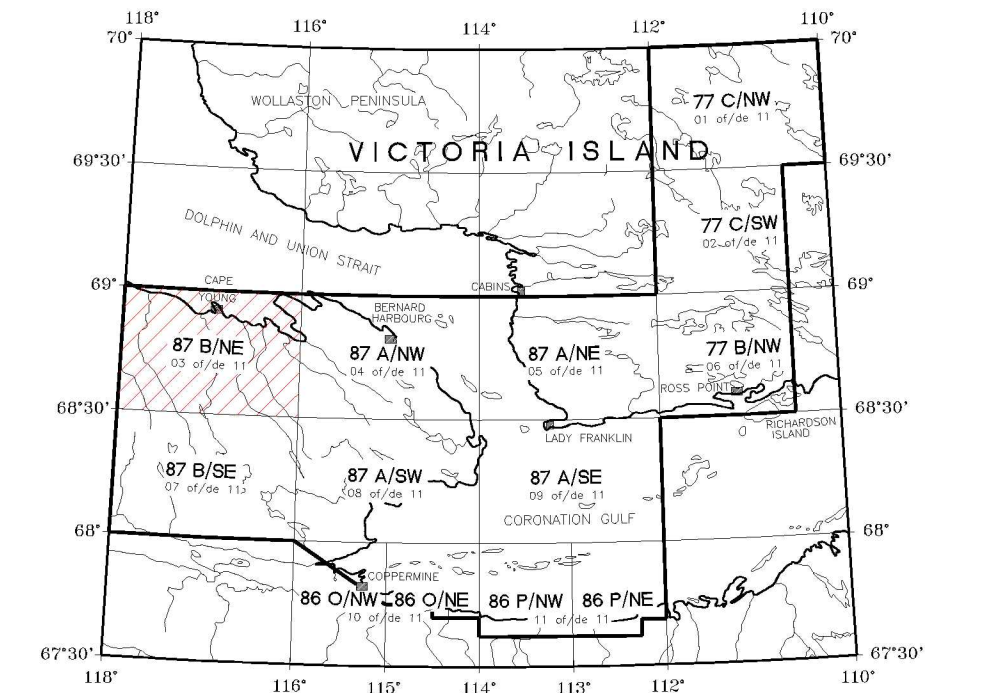 118°
116°
114°
112°
110°
70°
70°
WOLLASTON PENINSULA
77 C/NW
01 of/de 11
VICTORIA ISLAND
69°30'
69°30'
DOLPHIN AND UNION STRAIT
77 C/SW
02 of/de 11
69°
69°
CAPE
YOUNG
CABINS
BERNARD
HARBOURG
87 B/NE
03 of/de 11
87 A/NW
04 of/de 11
87 A/NE
05 of/de 11
77 B/NW
06 of/de 11
ROSS POINT
68°30'
68°30'
LADY FRANKLIN
RICHARDSON
ISLAND
87 B/SE
07 of/de 11
87 A/SW
08 of/de 11
87 A/SE
09 of/de 11
CORONATION GULF
68°
68°
COPPERMINE
86 O/NW
86 O/NE
10 of/de 11
86 P/NW
86 P/NE
11 of/de 11
67°30'
67°30'
118°
116°
115°
114°
113°
112°
110°